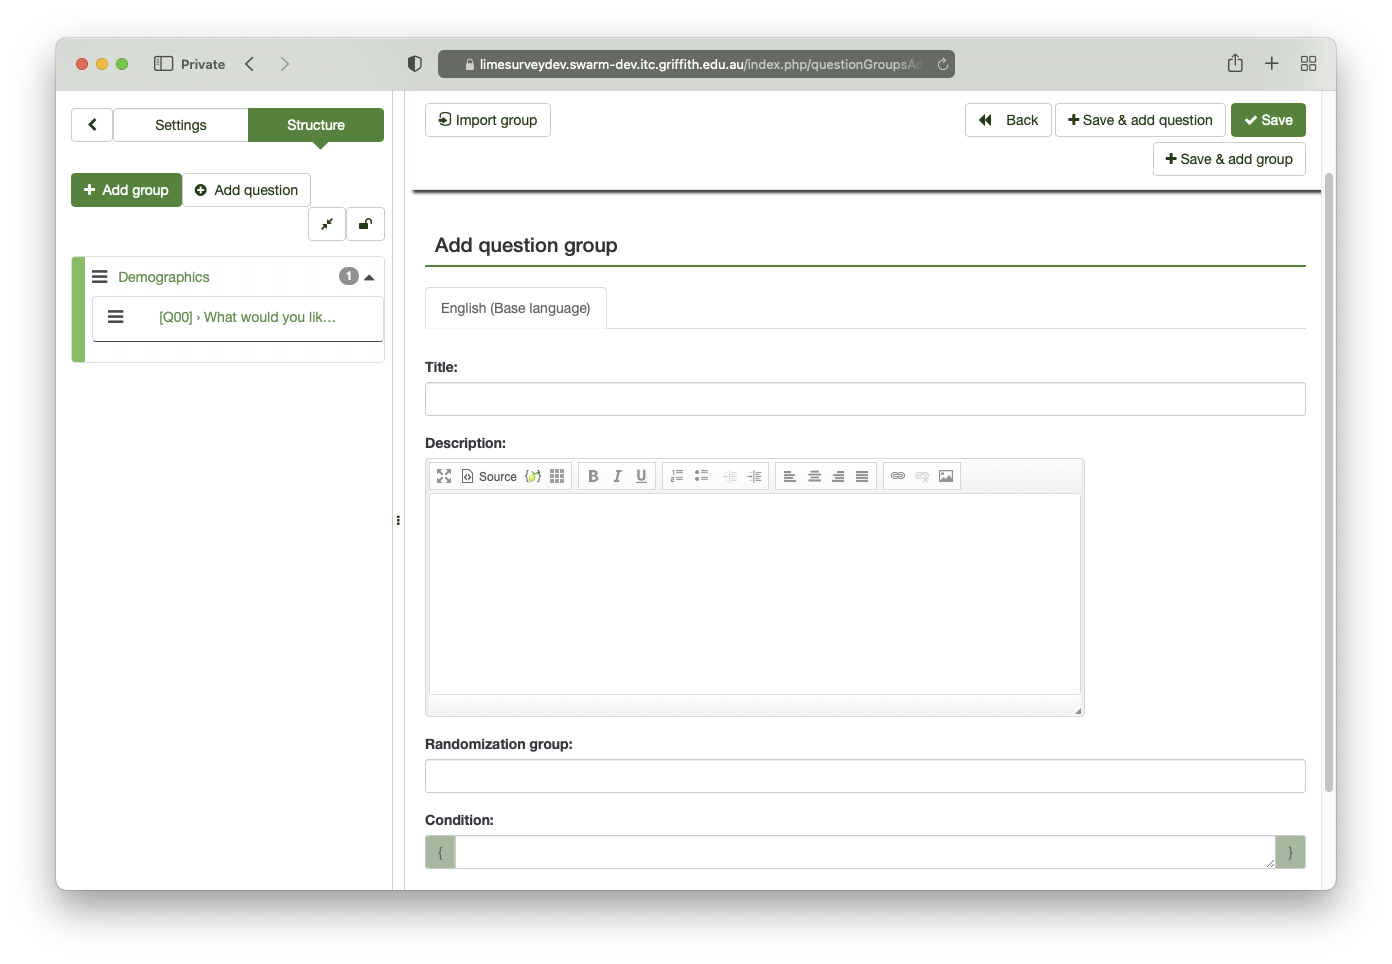 Private
limesurveydev.swarm-dev.itc.griffith.edu.au/index.php/questionGroupsAd
Settings
Structure
Add group
Add question
Demographics
1
[Q00] › What would you lik...
Import group
Back
Save & add question
Save
Save & add group
Add question group
English (Base language)
Title:
Description:
Source
B I U
Randomization group:
Condition:
{ }